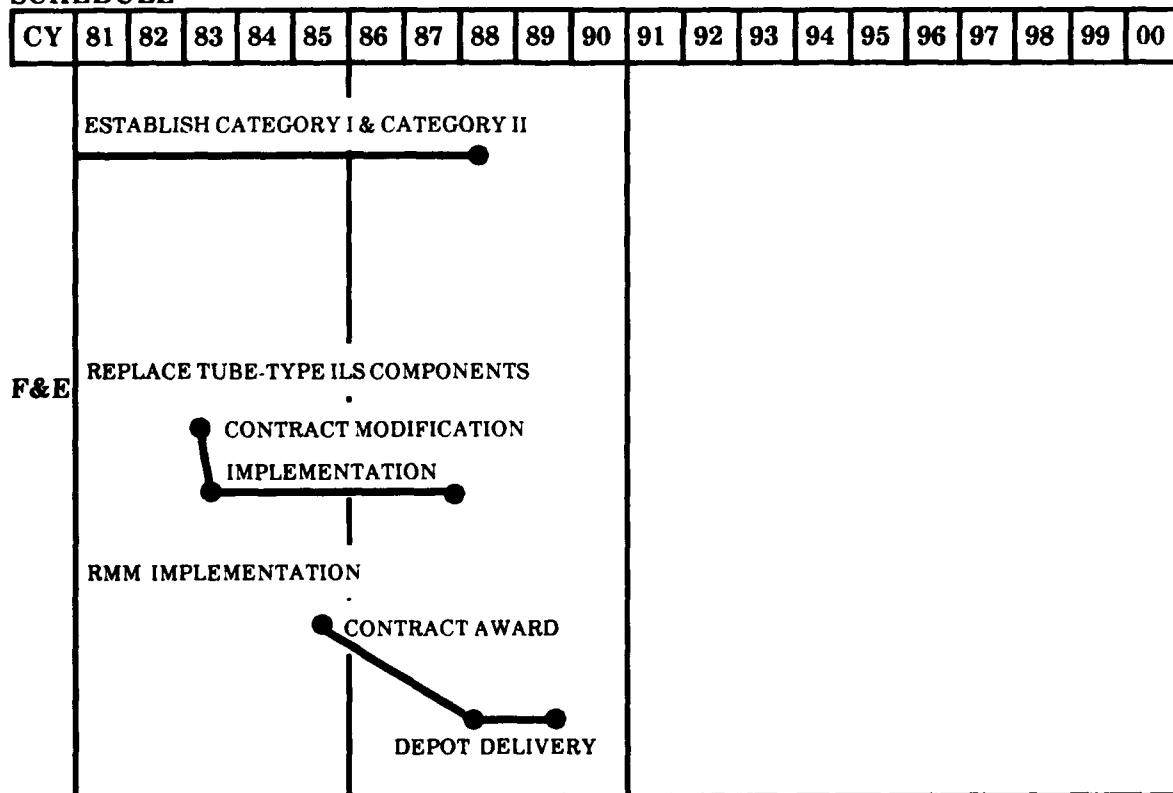 SCHEDULE
CY 81 82 83 84 85 86 87 88 89 90 91 92 93 94 95 96 97 98 99 00
ESTABLISH CATEGORY I & CATEGORY II
F&E
REPLACE TUBE-TYPE ILS COMPONENTS
CONTRACT MODIFICATION
IMPLEMENTATION
RMM IMPLEMENTATION
CONTRACT AWARD
DEPOT DELIVERY